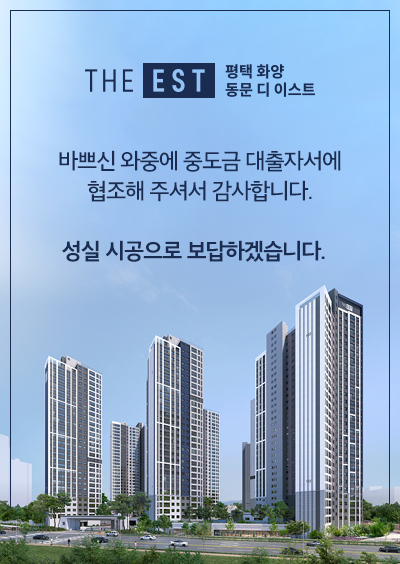 THE EST 평택 화양
동문 디 이스트
바쁘신 와중에 중도금 대출자서에
협조해 주셔서 감사합니다.
성실 시공으로 보답하겠습니다.